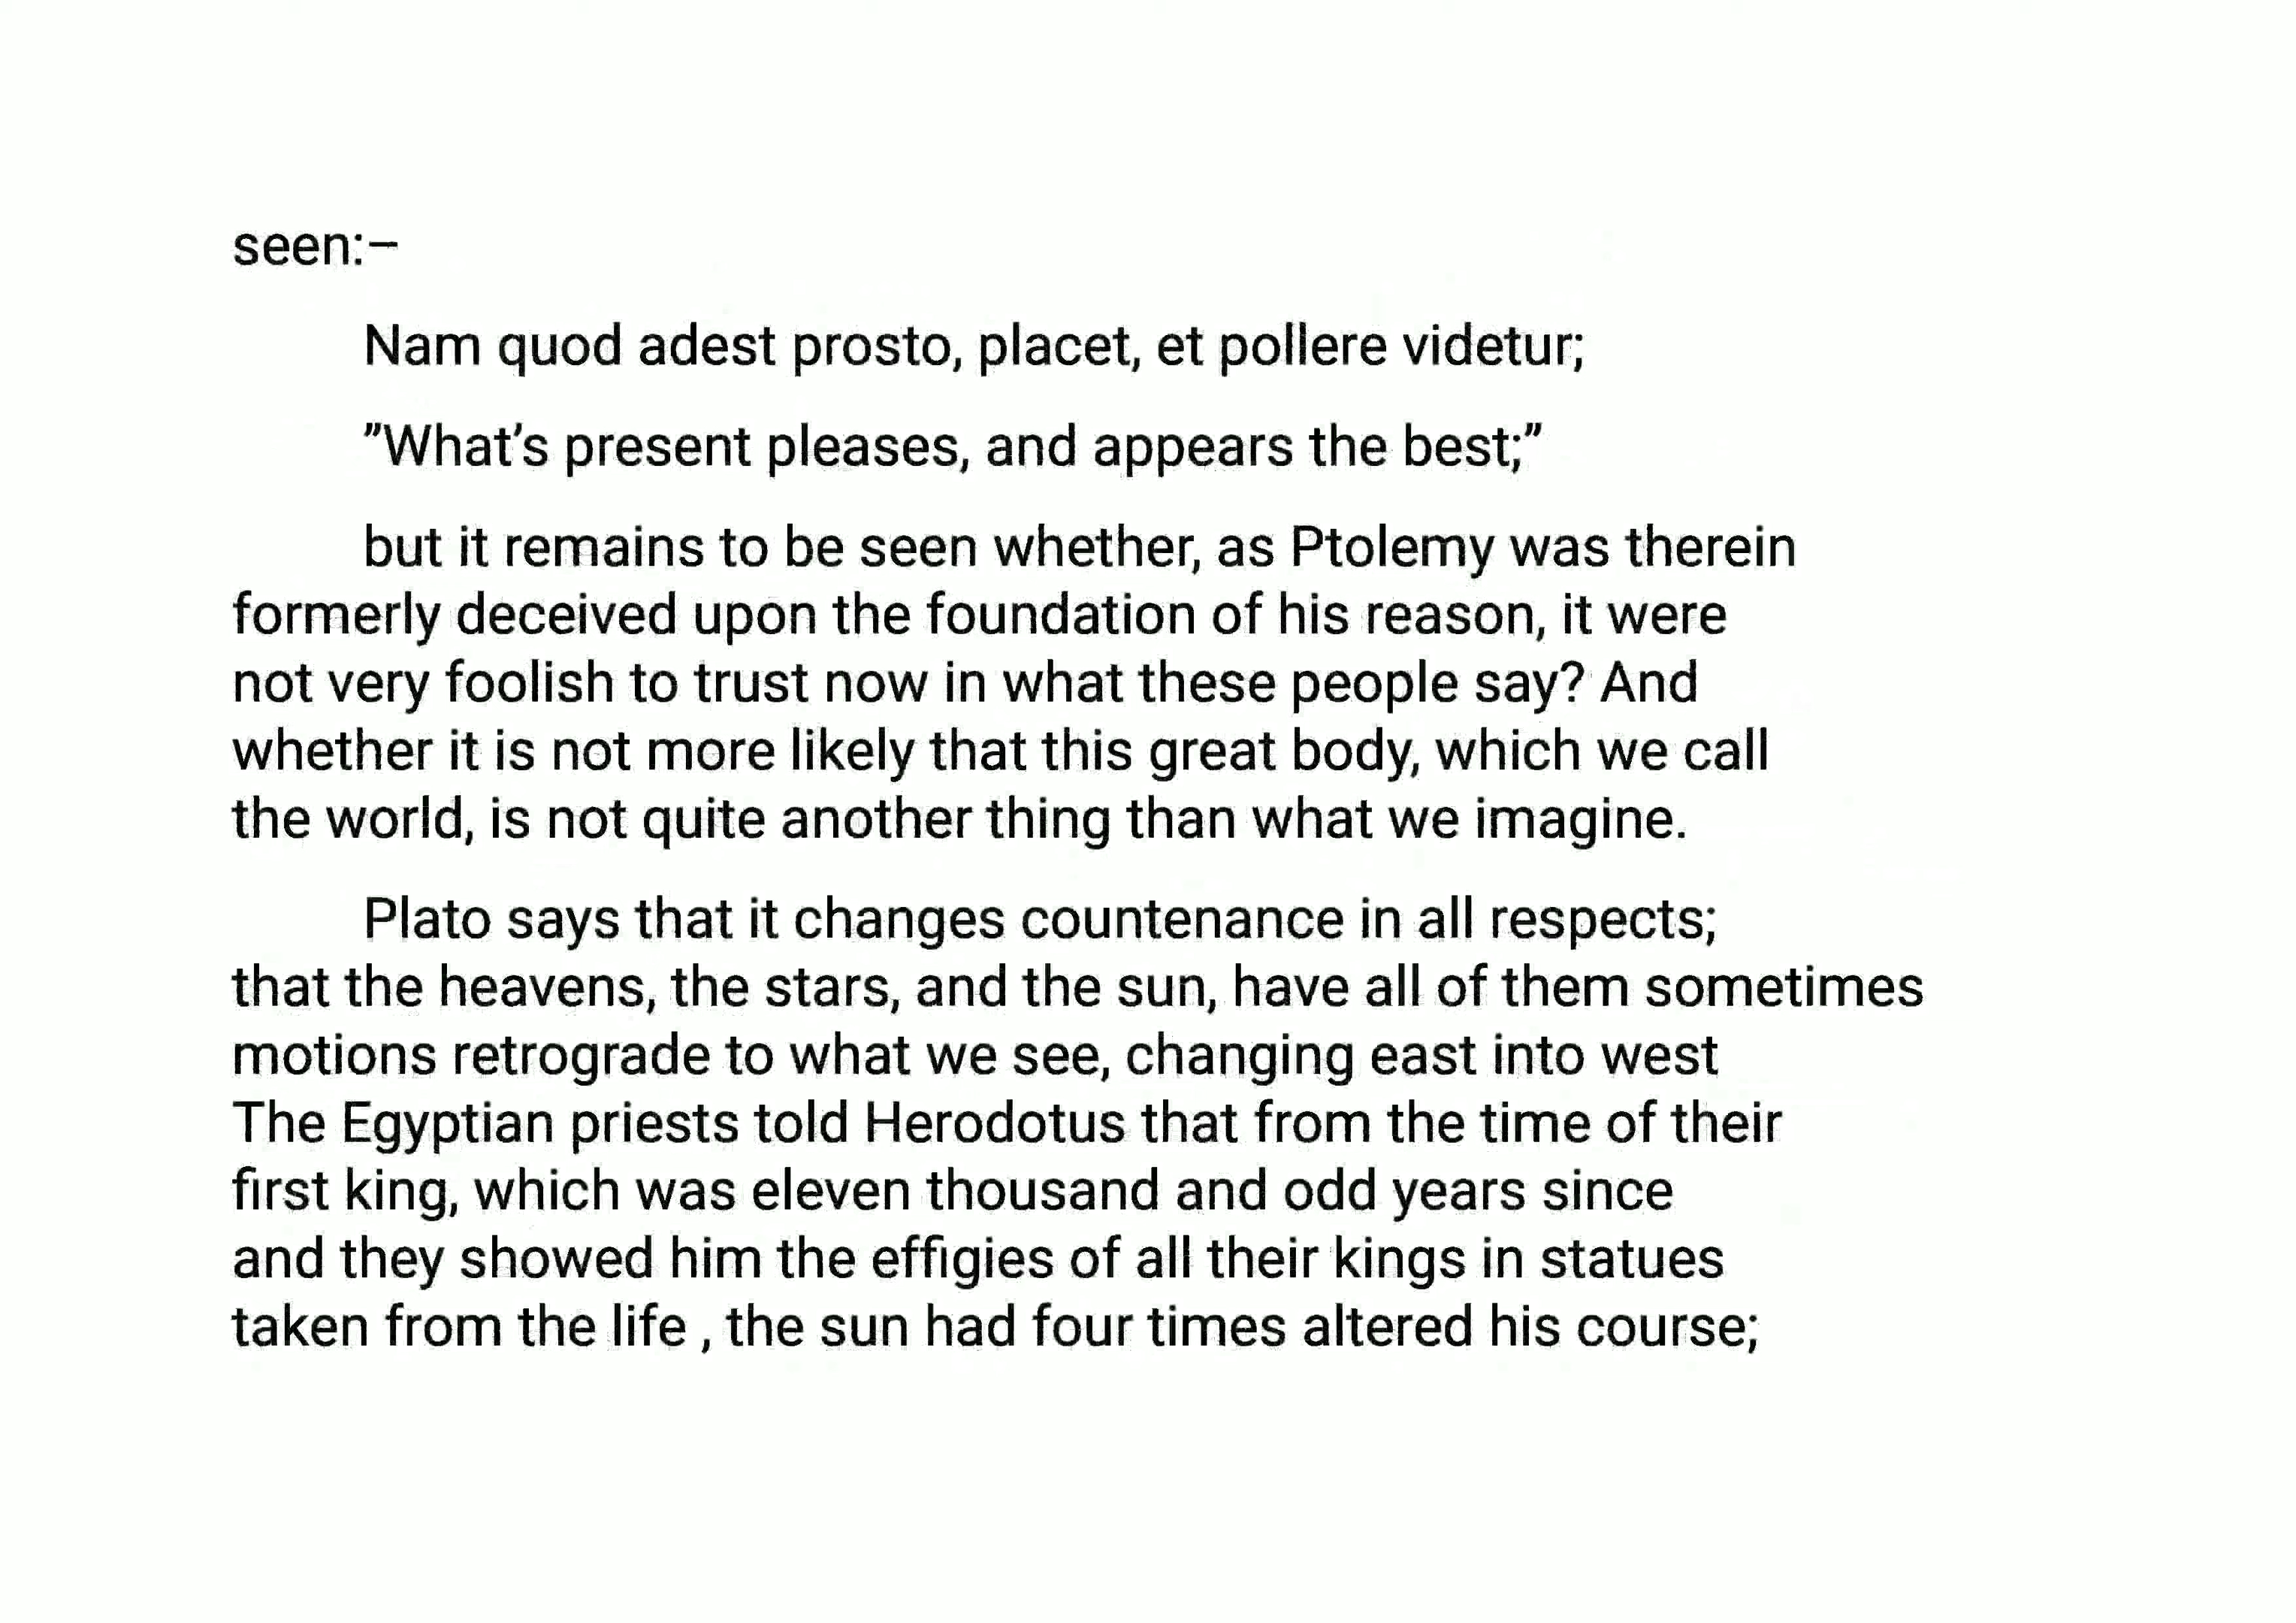 seen:–
Nam quod adest prosto, placet, et pollere videtur;
"What's present pleases, and appears the best;"
but it remains to be seen whether, as Ptolemy was therein
formerly deceived upon the foundation of his reason, it were
not very foolish to trust now in what these people say? And
whether it is not more likely that this great body, which we call
the world, is not quite another thing than what we imagine.
Plato says that it changes countenance in all respects;
that the heavens, the stars, and the sun, have all of them sometimes
motions retrograde to what we see, changing east into west
The Egyptian priests told Herodotus that from the time of their
first king, which was eleven thousand and odd years since
and they showed him the effigies of all their kings in statues
taken from the life , the sun had four times altered his course;